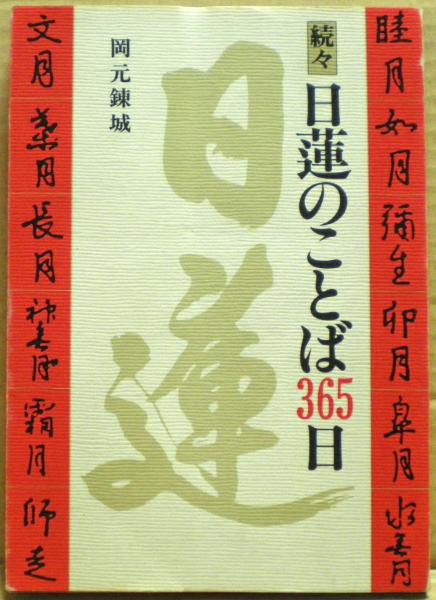 睦月
如月
彌生
卯月
皐月
水無月
続々
日蓮のことば365日
日蓮
岡元錬城
文月
葉月
長月
神無月
霜月
師走